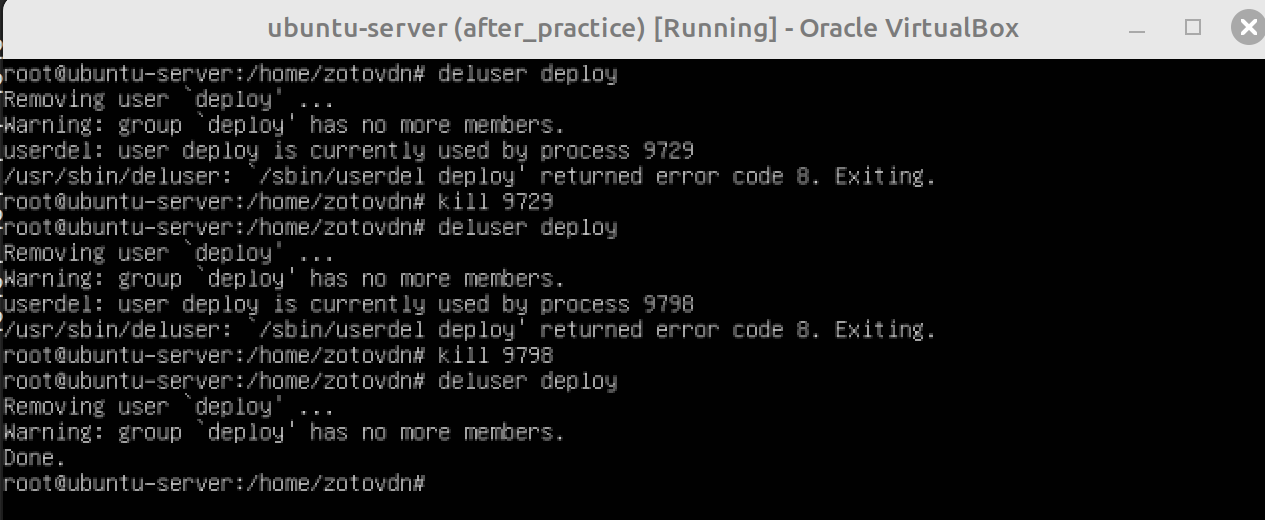 ubuntu-server (after_practice) [Running] - Oracle VirtualBox
root@ubuntu-server:/home/zotovdn# deluser deploy
Removing user `deploy' ...
Warning: group `deploy' has no more members.
userdel: user deploy is currently used by process 9729
/usr/sbin/deluser: `/sbin/userdel deploy' returned error code 8. Exiting.
root@ubuntu-server:/home/zotovdn# kill 9729
root@ubuntu-server:/home/zotovdn# deluser deploy
Removing user `deploy' ...
Warning: group `deploy' has no more members.
userdel: user deploy is currently used by process 9798
/usr/sbin/deluser: `/sbin/userdel deploy' returned error code 8. Exiting.
root@ubuntu-server:/home/zotovdn# kill 9798
root@ubuntu-server:/home/zotovdn# deluser deploy
Removing user `deploy' ...
Warning: group `deploy' has no more members.
Done.
root@ubuntu-server:/home/zotovdn#